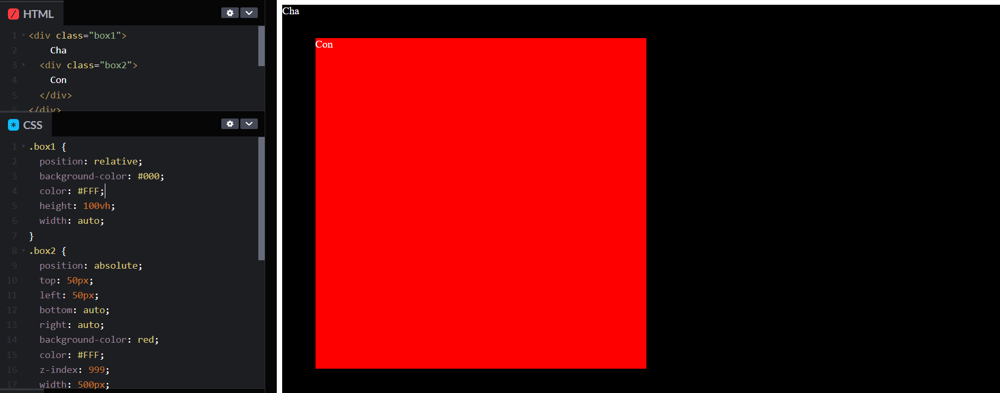 HTML
1 <div class="box1">
2 Cha
3 <div class="box2">
4 Con
5 </div>
6 </div>
CSS
1 .box1 {
2 position: relative;
3 background-color: #000;
4 color: #FFF;
5 height: 100vh;
6 width: auto;
7 }
8 .box2 {
9 position: absolute;
10 top: 50px;
11 left: 50px;
12 bottom: auto;
13 right: auto;
14 background-color: red;
15 color: #FFF;
16 z-index: 999;
17 width: 500px;
Cha
Con